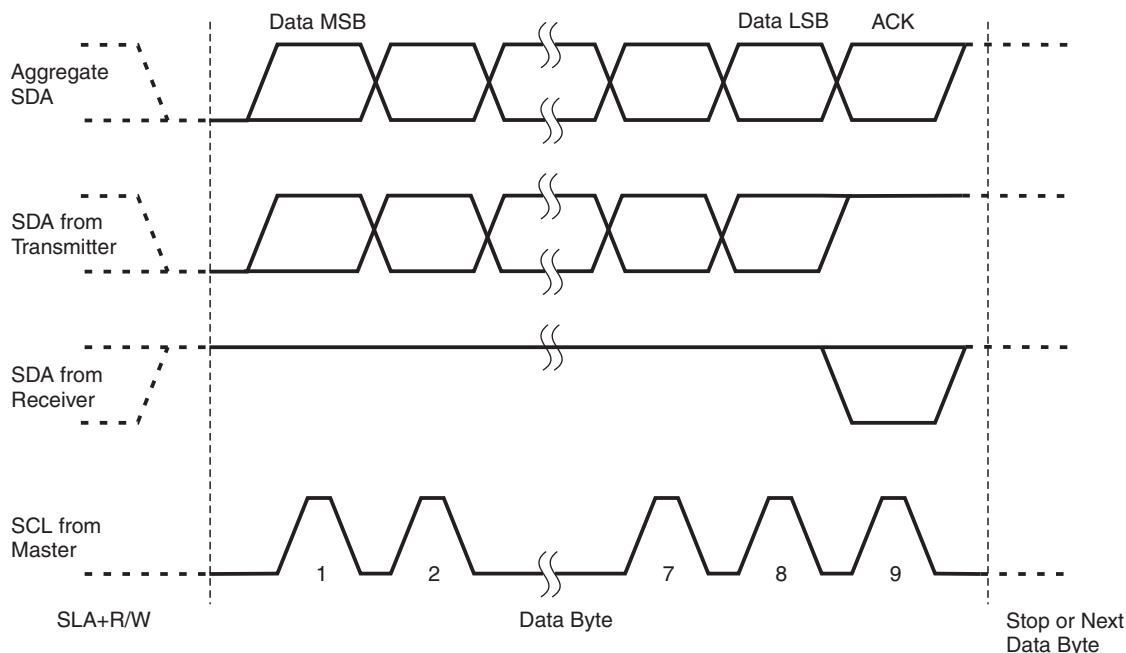 Data MSB
Data LSB
ACK
Aggregate
SDA
SDA from
Transmitter
SDA from
Receiver
SCL from
Master
1
2
7
8
9
SLA+R/W
Data Byte
Stop or Next
Data Byte